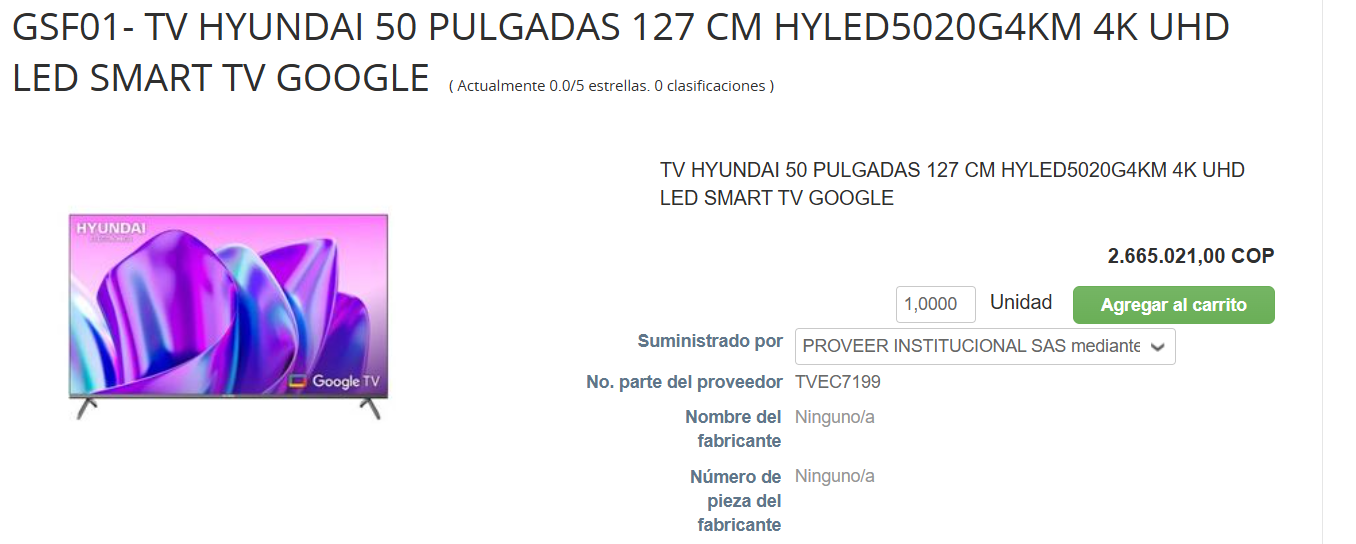 GSF01- TV HYUNDAI 50 PULGADAS 127 CM HYLED5020G4KM 4K UHD
LED SMART TV GOOGLE ( Actualmente 0.0/5 estrellas. 0 clasificaciones )
TV HYUNDAI 50 PULGADAS 127 CM HYLED5020G4KM 4K UHD
LED SMART TV GOOGLE
HYUNDAI
Google TV
2.665.021,00 COP
1,0000 Unidad Agregar al carrito
Suministrado por PROVEER INSTITUCIONAL SAS mediante
No. parte del proveedor TVEC7199
Nombre del Ninguno/a
fabricante
Número de Ninguno/a
pieza del
fabricante